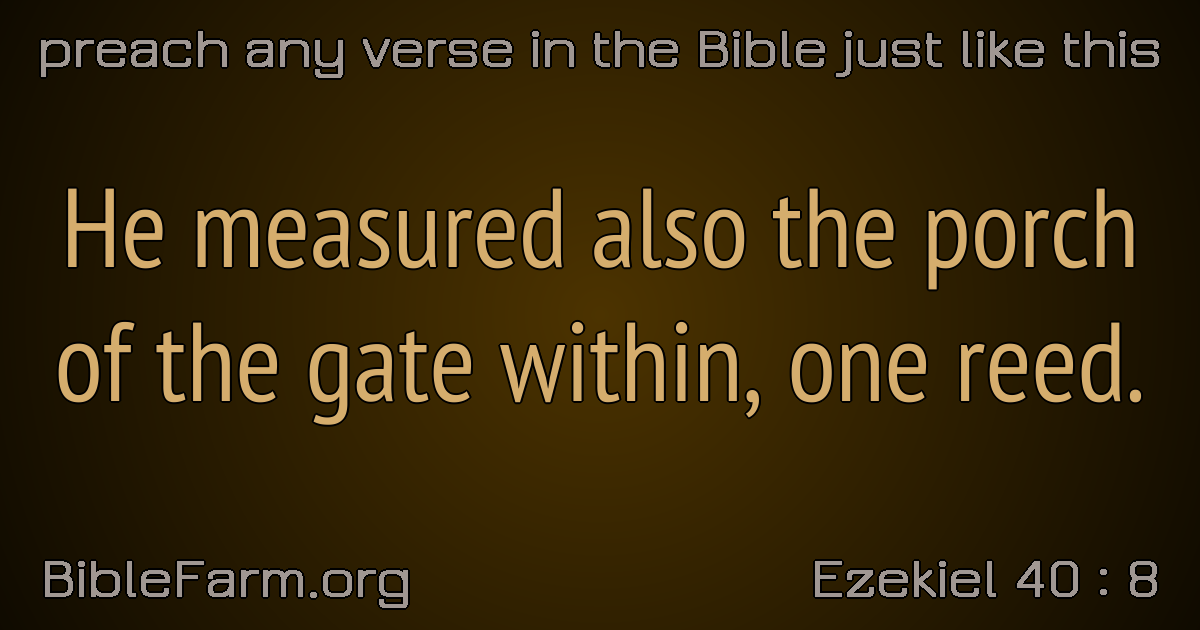 preach any verse in the Bible just like this
He measured also the porch
of the gate within, one reed.
BibleFarm.org
Ezekiel 40 : 8